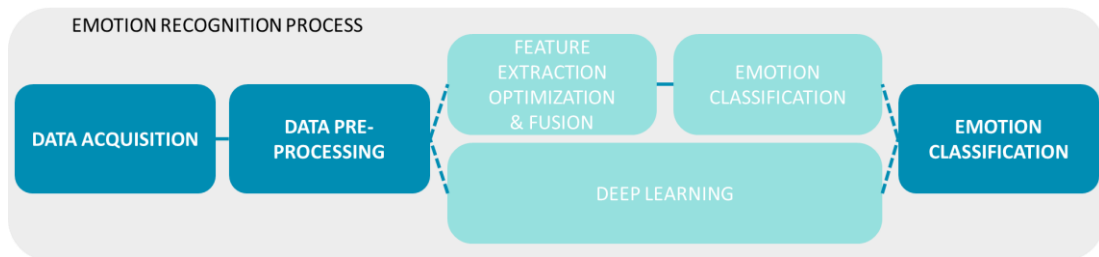 EMOTION RECOGNITION PROCESS
DATA ACQUISITION
DATA PRE-
PROCESSING
FEATURE
EXTRACTION
OPTIMIZATION
& FUSION
EMOTION
CLASSIFICATION
DEEP LEARNING
EMOTION
CLASSIFICATION